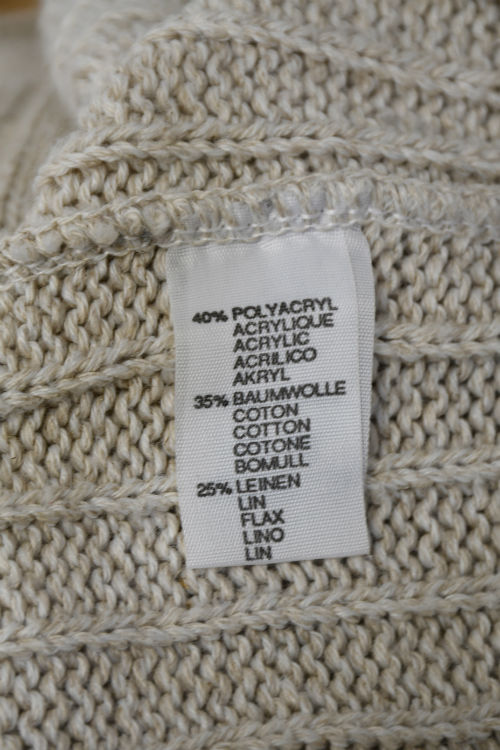 40% POLYACRYL
ACRYLIQUE
ACRYLIC
ACRILICO
AKRYL
35% BAUMWOLLE
COTON
COTTON
COTONE
BOMULL
25% LEINEN
LIN
FLAX
LINO
LIN